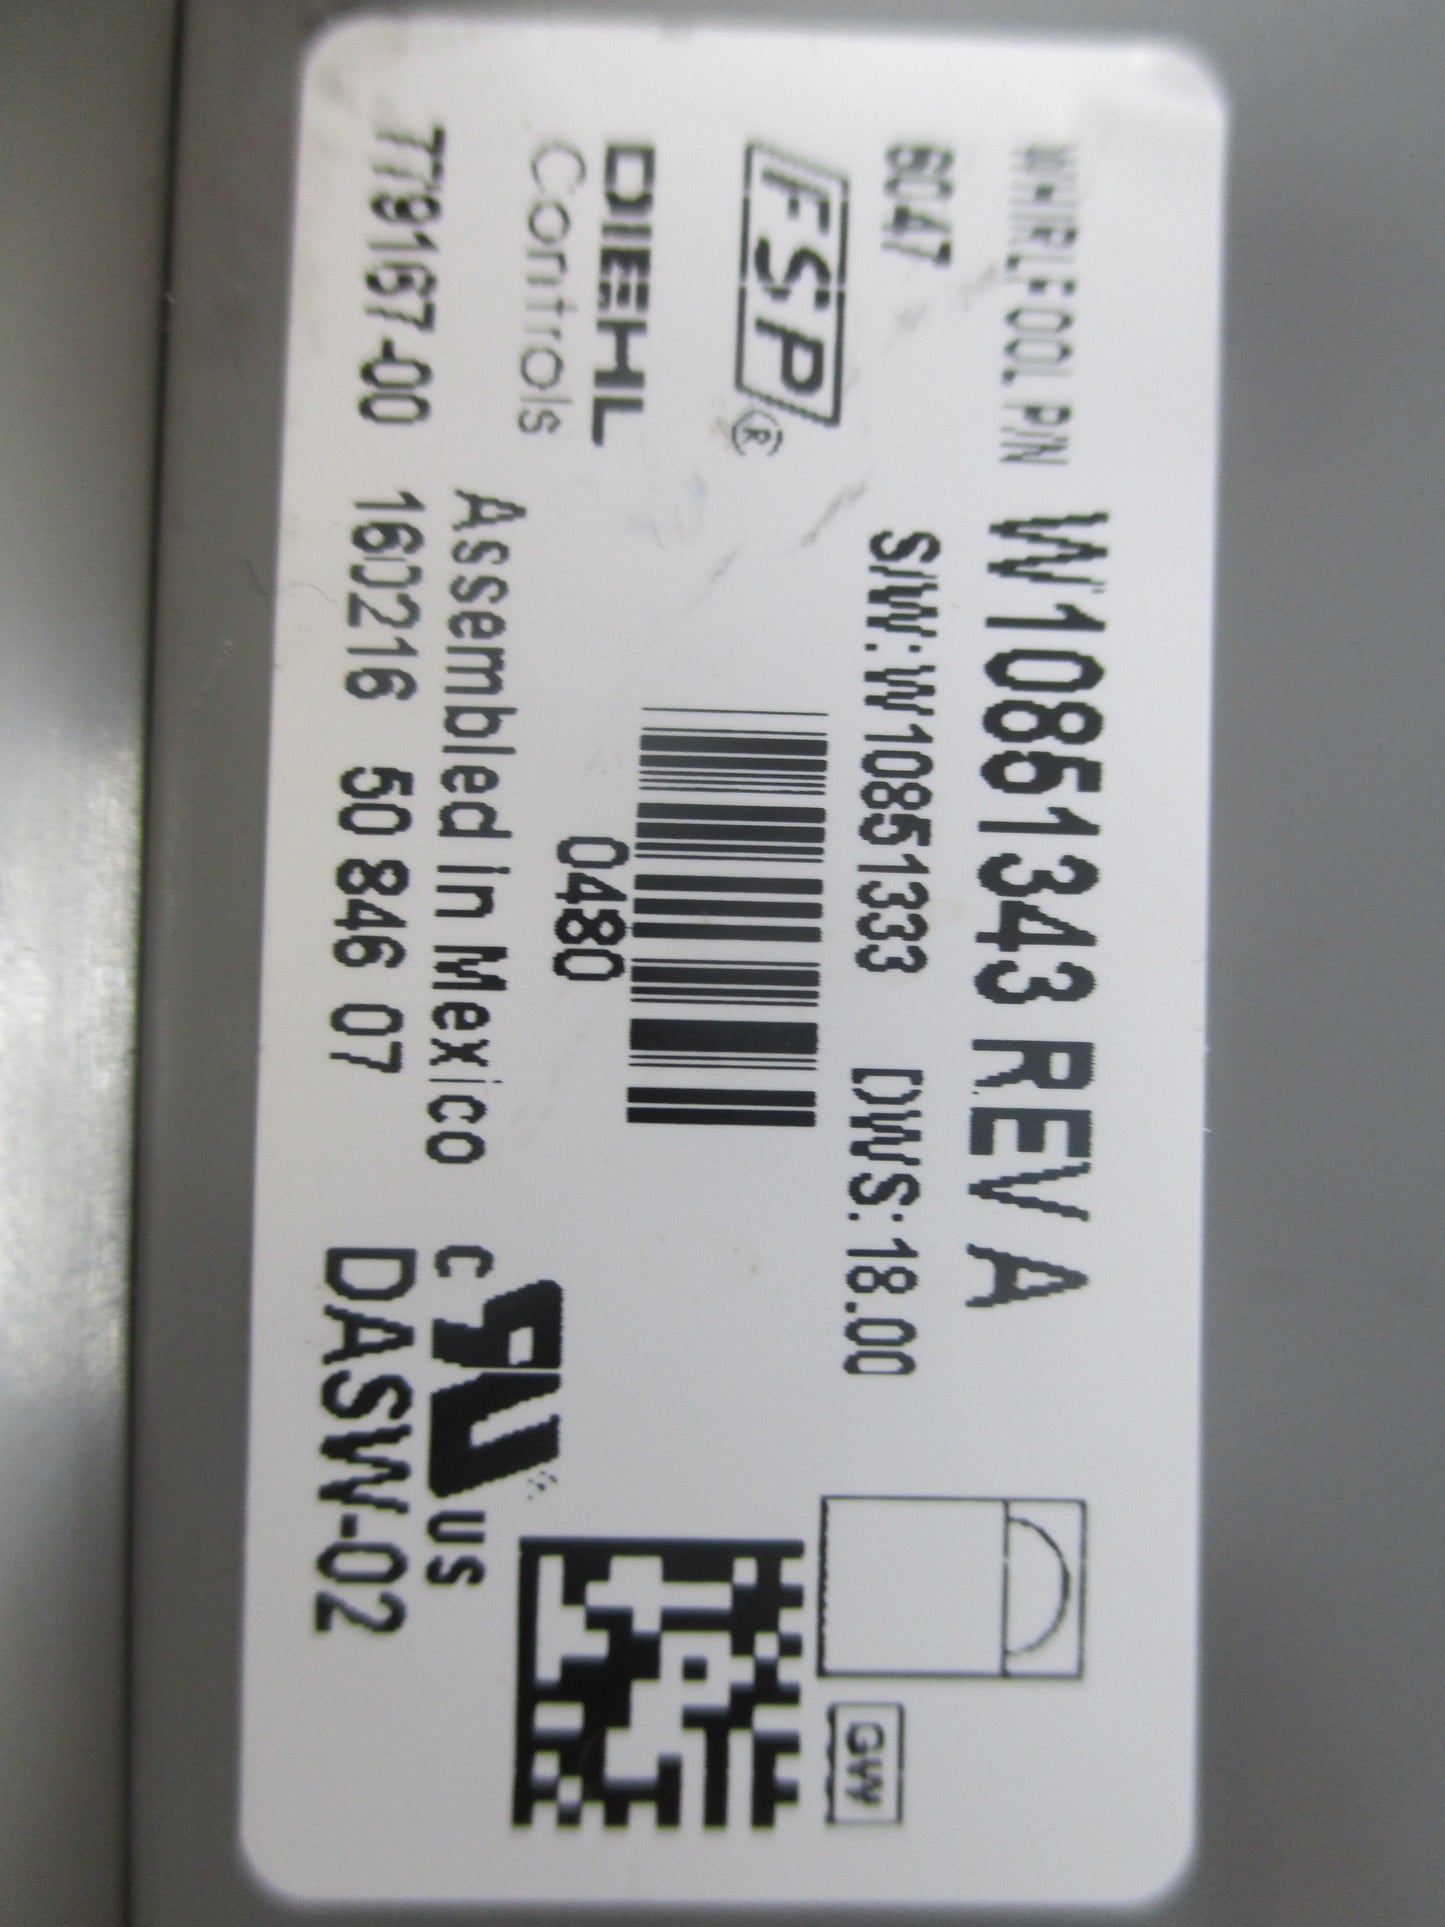 WHIRLPOOL P/N W10851343 REV A
6047 S/W:W10851333 DWS:18.00
FSP®
0480
DIEHL
Controls
Assembled in Mexico c us
779167-00 160216 50 846 07 DASW-02
GW